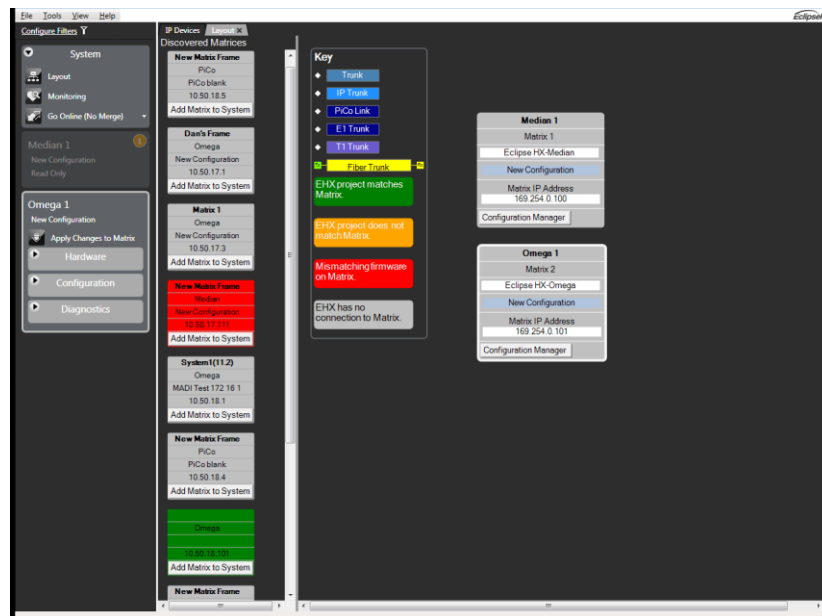 File Tools View Help
Eclipse
Configure Filters
System
Layout
Monitoring
Go Online (No Merge)
Median 1
New Configuration
Read Only
Omega 1
New Configuration
Apply Changes to Matrix
Hardware
Configuration
Diagnostics
IP Devices Layout x
Discovered Matrices
New Matrix Frame
PiCo
PiCo blank
10.50.18.5
Add Matrix to System
Dan's Frame
Omega
New Configuration
10.50.17.1
Add Matrix to System
Matrix 1
Omega
New Configuration
10.50.17.3
Add Matrix to System
New Matrix Frame
Median
New Configuration
10.50.17.111
Add Matrix to System
System1(11.2)
Omega
MADI Test 172 16 1
10.50.18.1
Add Matrix to System
New Matrix Frame
PiCo
PiCo blank
10.50.18.4
Add Matrix to System
Omega
10.50.18.101
Add Matrix to System
New Matrix Frame
Key
Trunk
IP Trunk
PiCo Link
E1 Trunk
T1 Trunk
Fiber Trunk
EHX project matches
Matrix.
EHX project does not
match Matrix.
Mismatching firmware
on Matrix.
EHX has no
connection to Matrix.
Median 1
Matrix 1
Eclipse HX-Median
New Configuration
Matrix IP Address
169.254.0.100
Configuration Manager
Omega 1
Matrix 2
Eclipse HX-Omega
New Configuration
Matrix IP Address
169.254.0.101
Configuration Manager